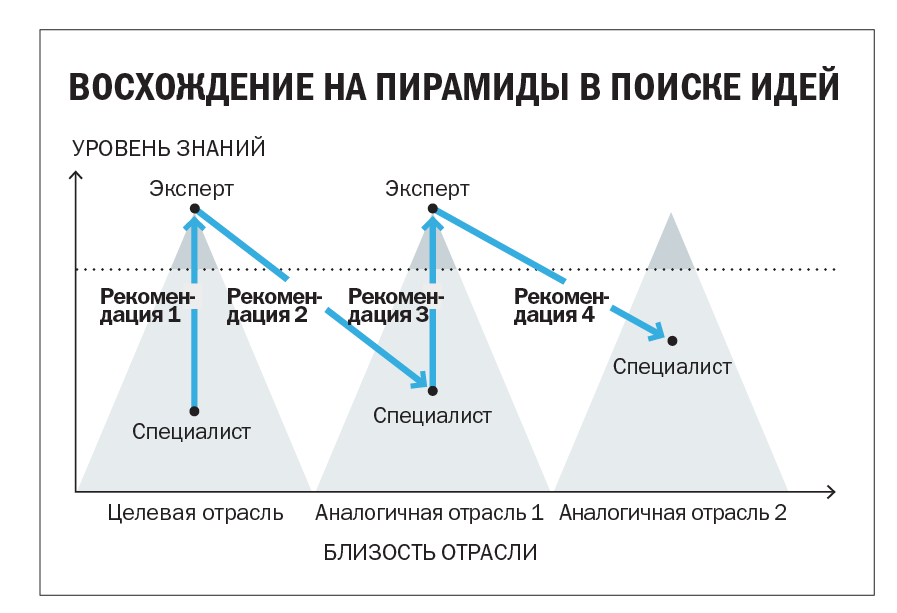 ВОСХОЖДЕНИЕ НА ПИРАМИДЫ В ПОИСКЕ ИДЕЙ
УРОВЕНЬ ЗНАНИЙ
Эксперт
Эксперт
Рекомен-
дация 1
Рекомен-
дация 2
Рекомен-
дация 3
Рекомен-
дация 4
Специалист
Специалист
Специалист
Целевая отрасль
Аналогичная отрасль 1
Аналогичная отрасль 2
БЛИЗОСТЬ ОТРАСЛИ